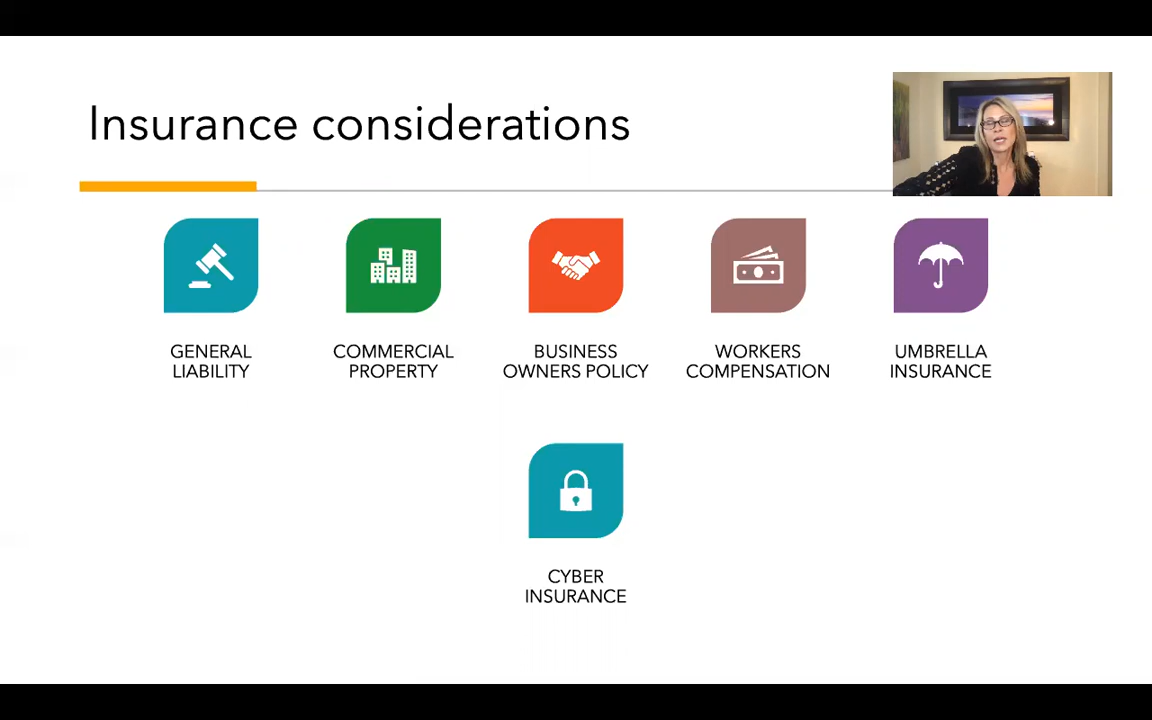 Insurance considerations
GENERAL
LIABILITY
COMMERCIAL
PROPERTY
BUSINESS
OWNERS POLICY
WORKERS
COMPENSATION
UMBRELLA
INSURANCE
CYBER
INSURANCE